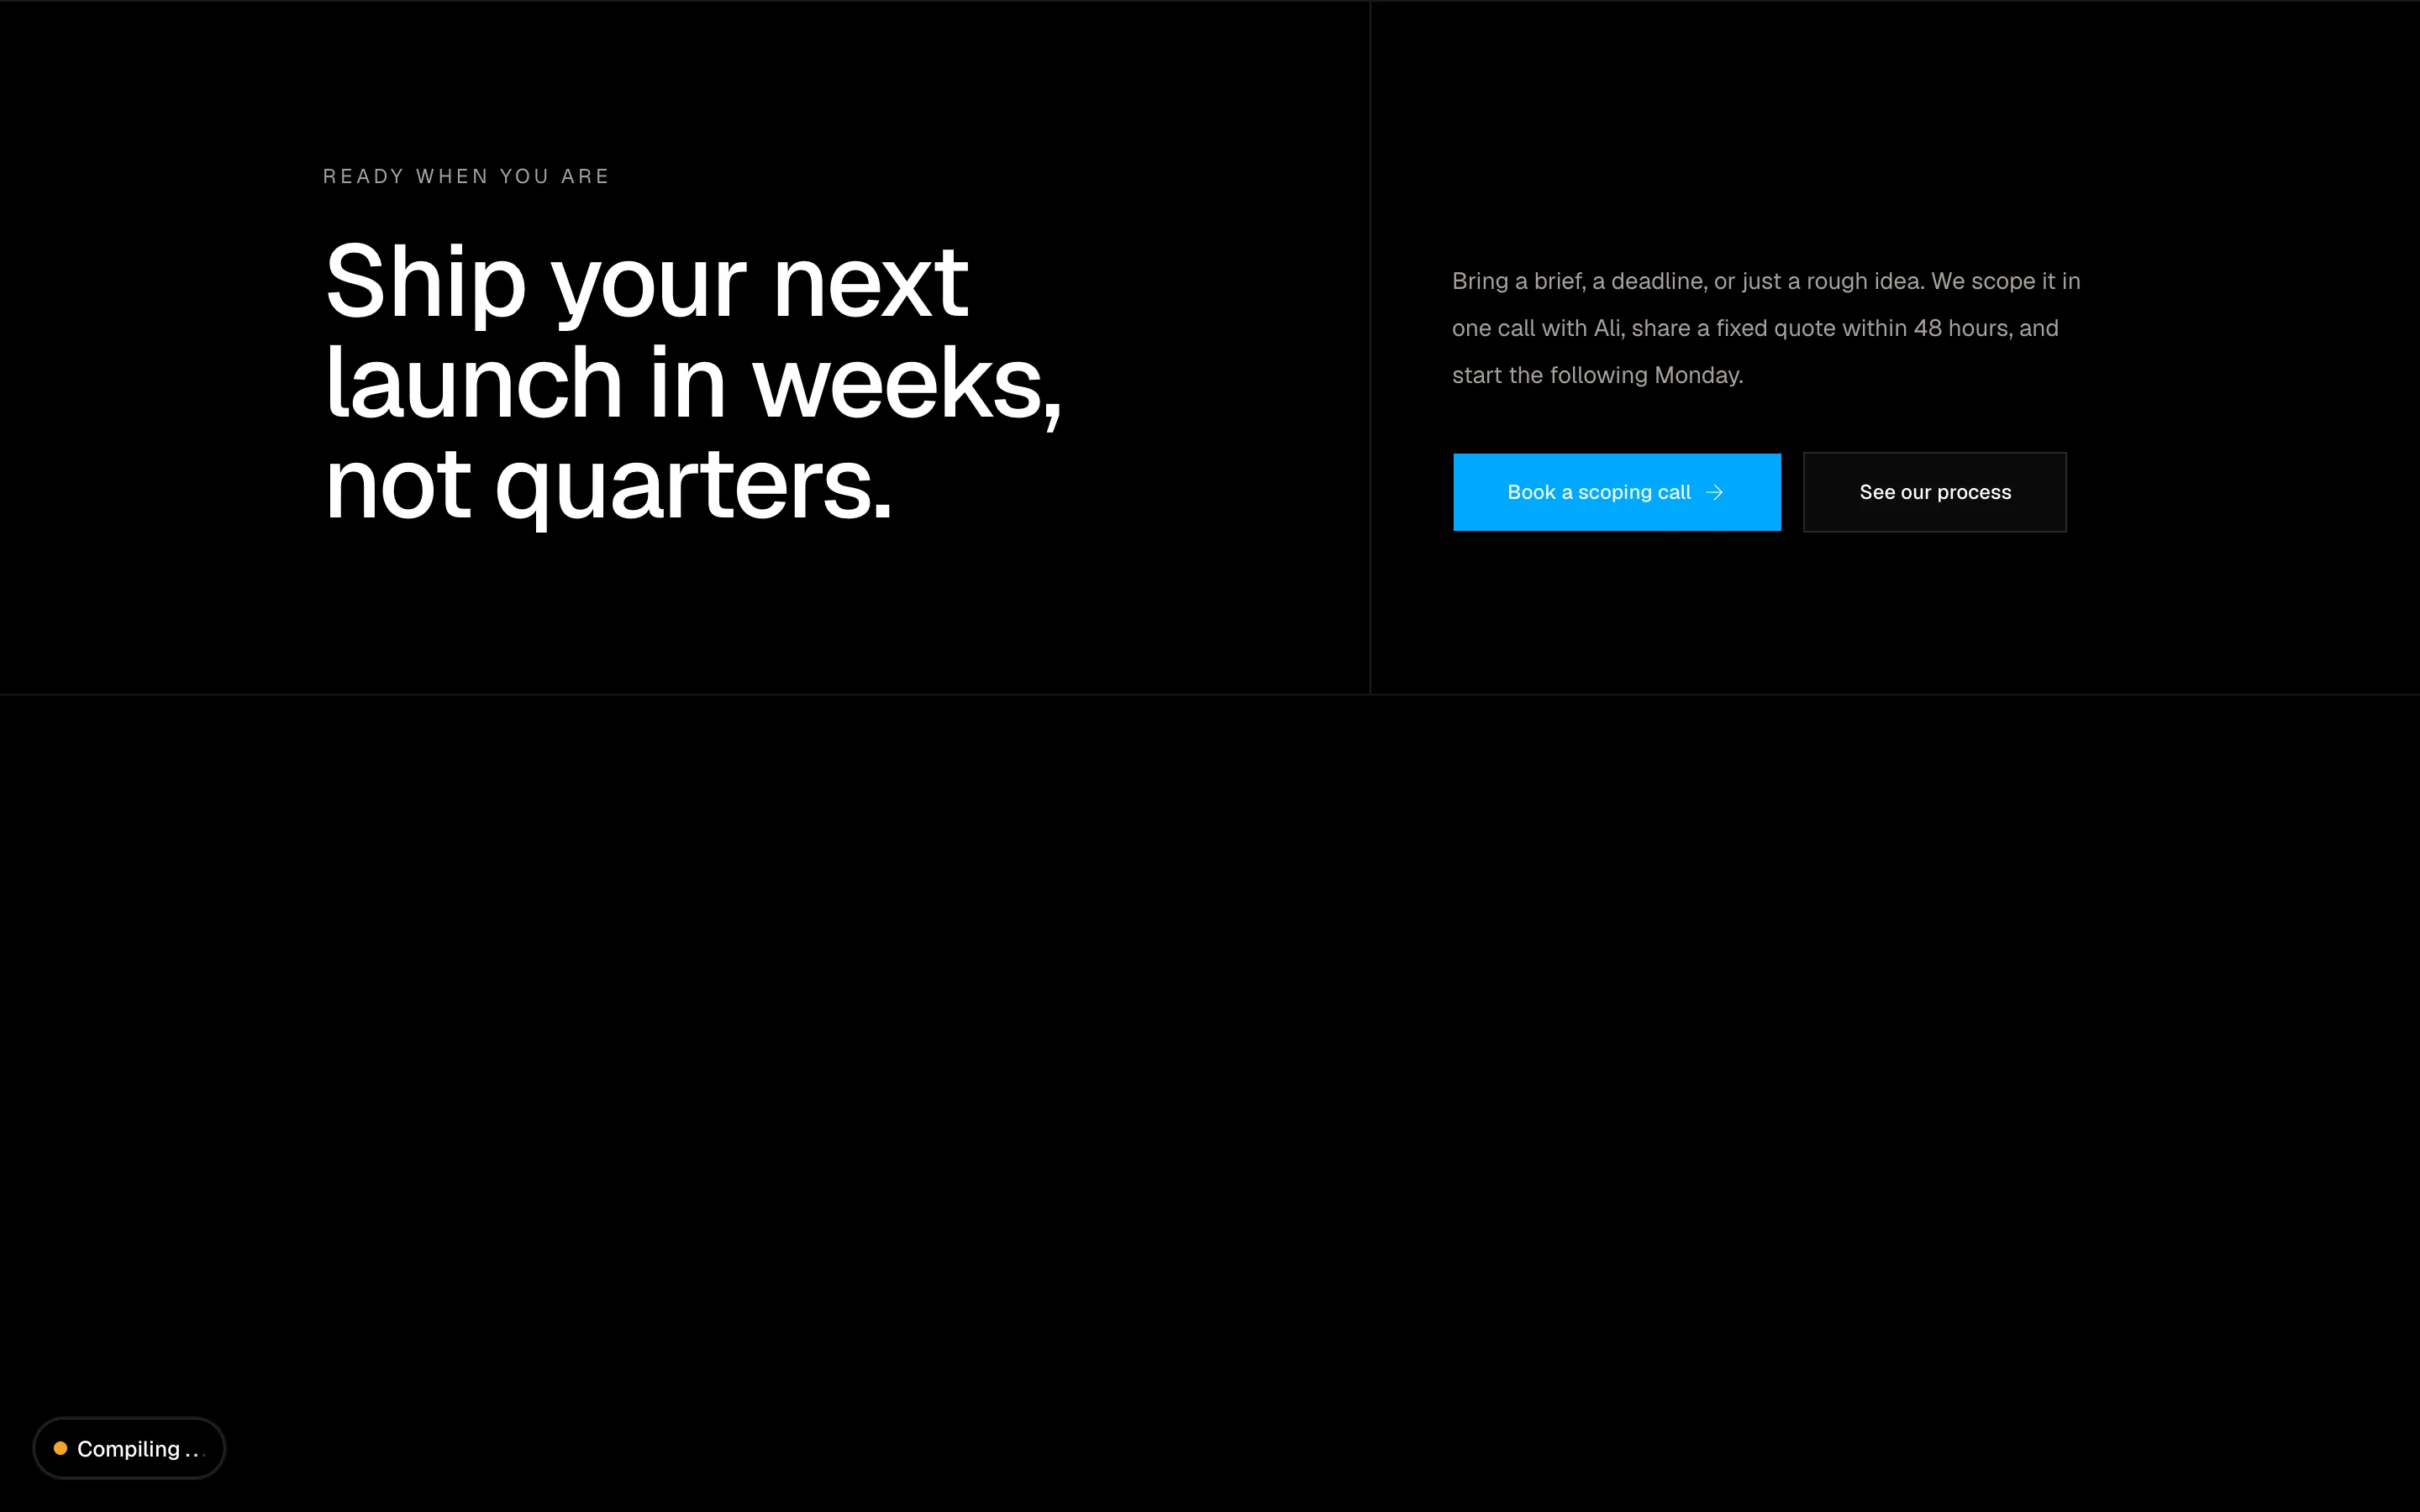 READY WHEN YOU ARE
Ship your next
launch in weeks,
not quarters.
Bring a brief, a deadline, or just a rough idea. We scope it in
one call with Ali, share a fixed quote within 48 hours, and
start the following Monday.
Book a scoping call →
See our process
Compiling ...